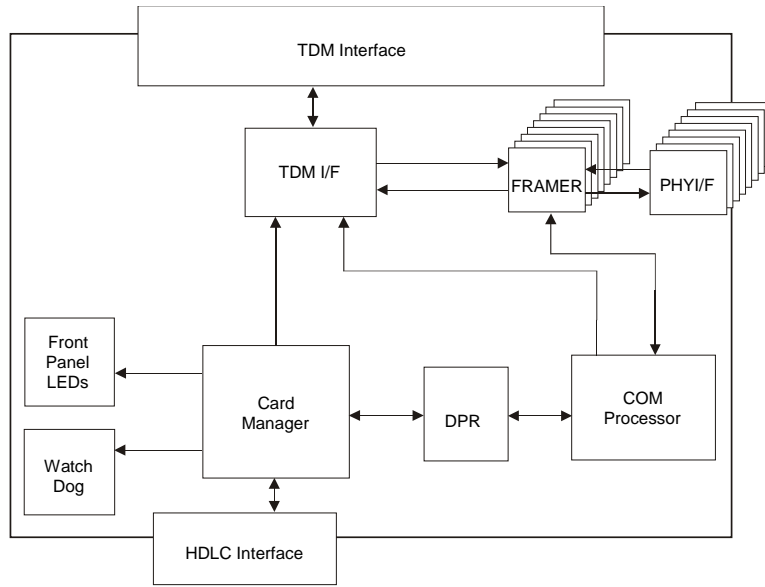 TDM Interface
TDM I/F
FRAMER
PHYI/F
Front
Panel
LEDs
Card
Manager
DPR
COM
Processor
Watch
Dog
HDLC Interface